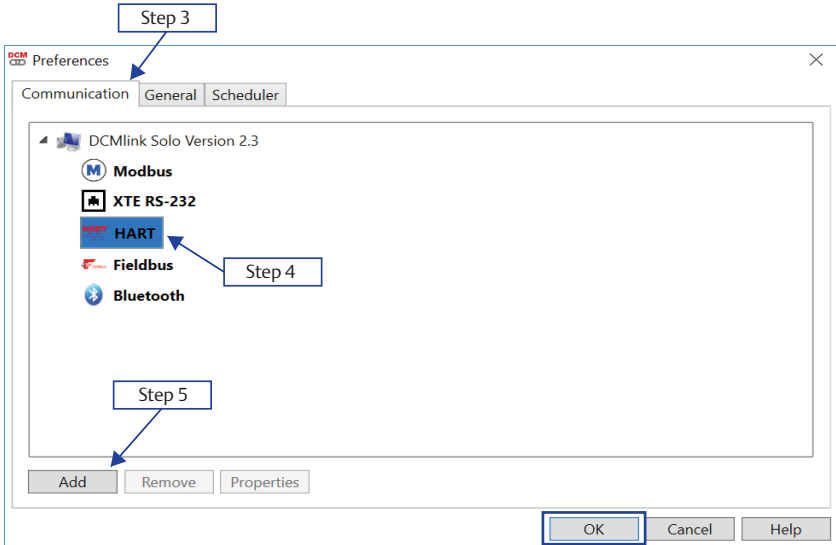 Step 3
DCM Preferences
Communication General Scheduler
DCMlink Solo Version 2.3
M Modbus
XTE RS-232
HART HART
Fieldbus
Step 4
Bluetooth
Step 5
Add Remove Properties
OK Cancel Help